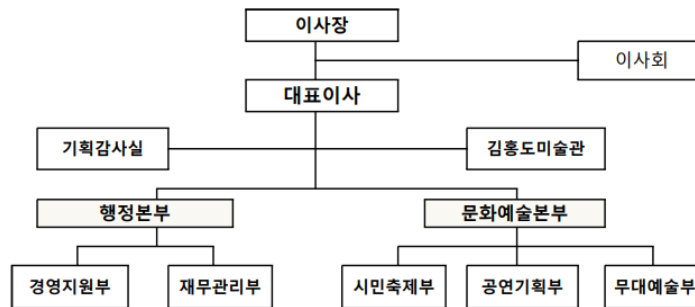 이사장
이사회
대표이사
기획감사실
김홍도미술관
행정본부
문화예술본부
경영지원부
재무관리부
시민축제부
공연기획부
무대예술부